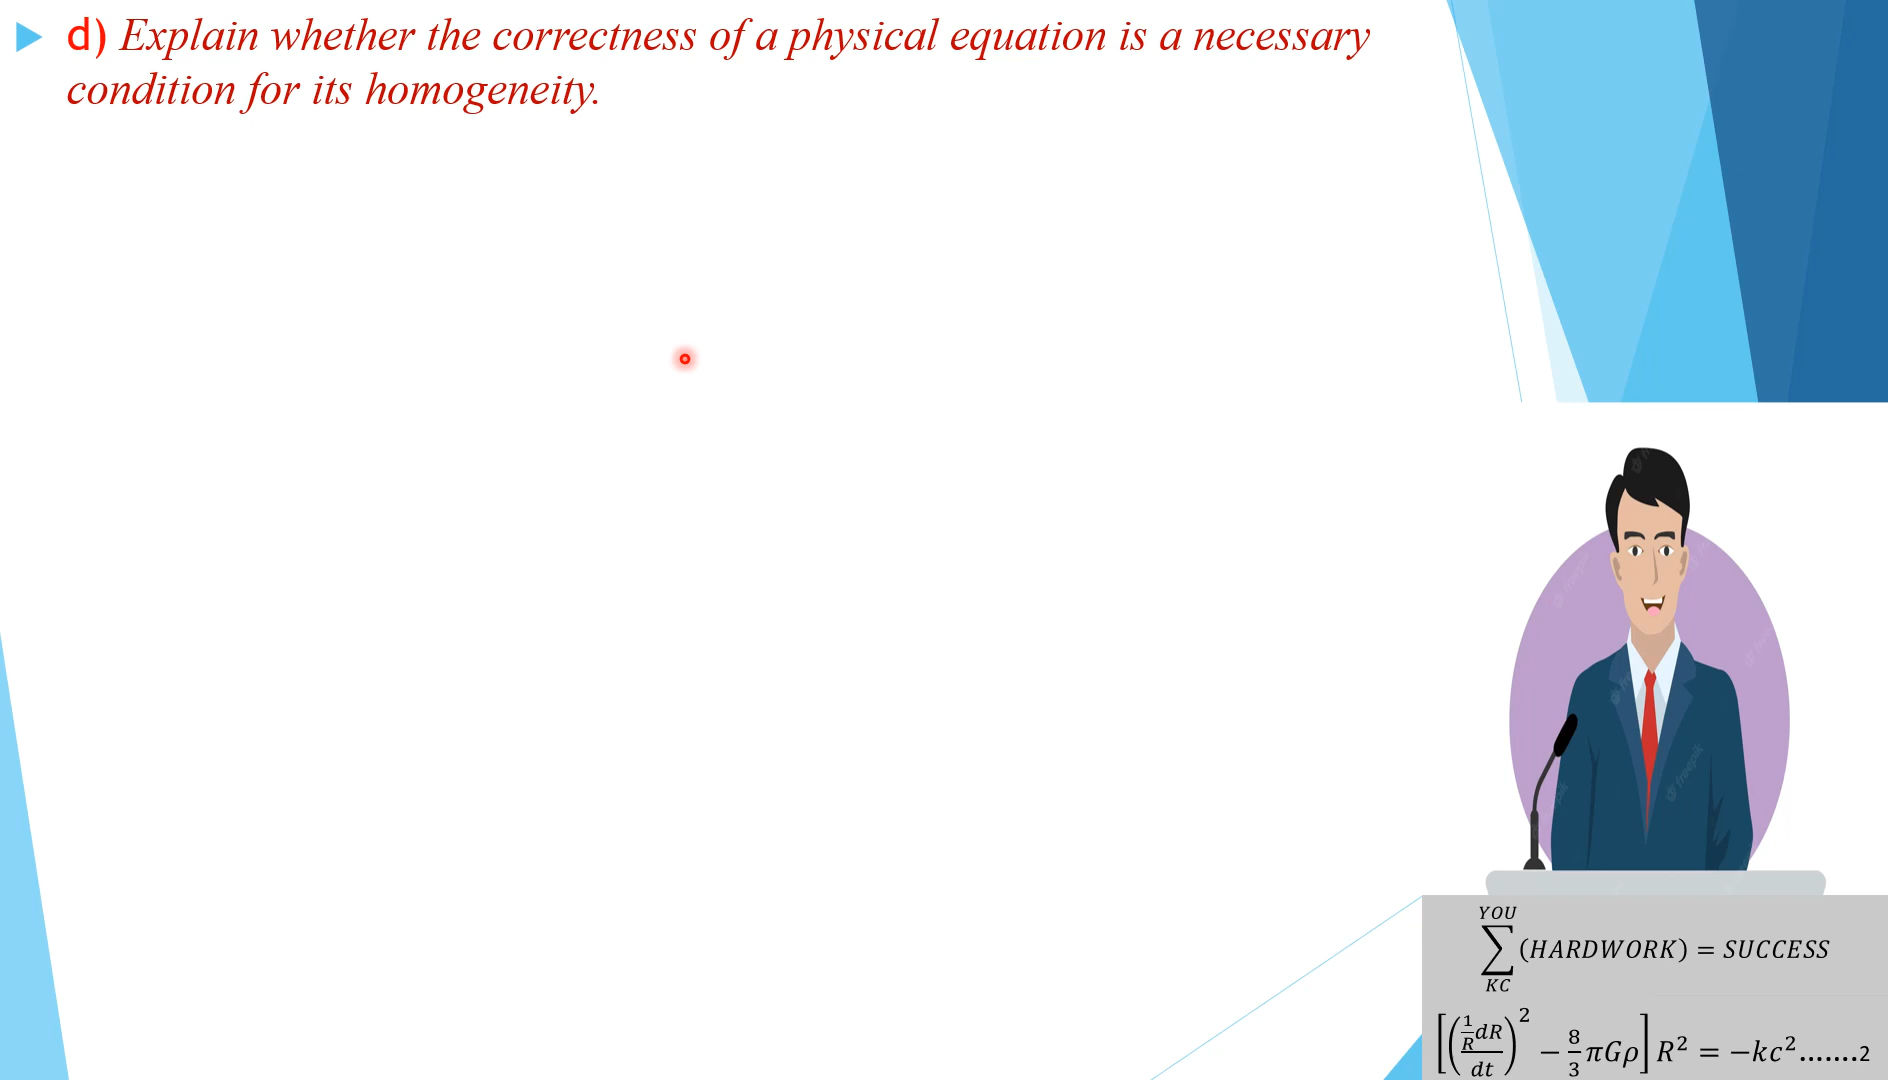 d) Explain whether the correctness of a physical equation is a necessary
condition for its homogeneity.
YOU
∑(HARDWORK) = SUCCESS
KC
[((1/R dR)/dt)² − 8/3 πGρ] R² = −kc².......2